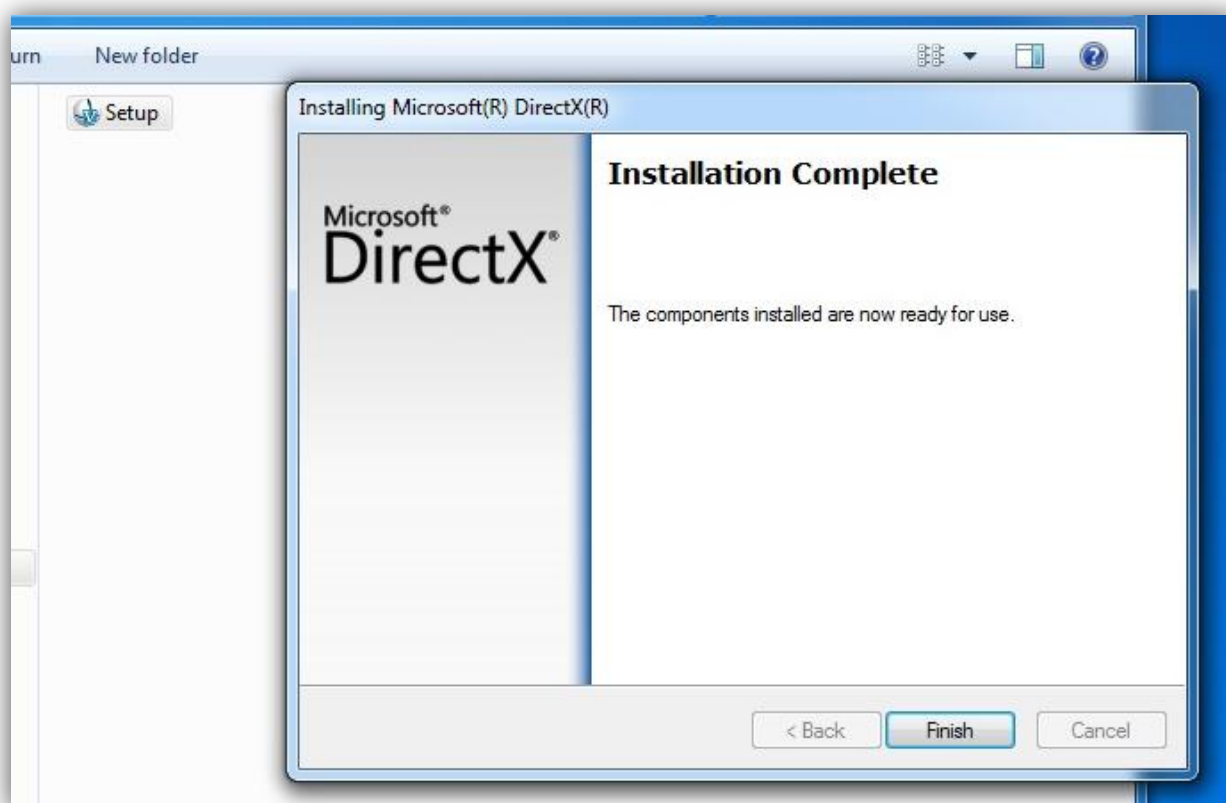 urn New folder
Setup
Installing Microsoft(R) DirectX(R)
Microsoft®
DirectX®
Installation Complete
The components installed are now ready for use.
< Back Finish Cancel